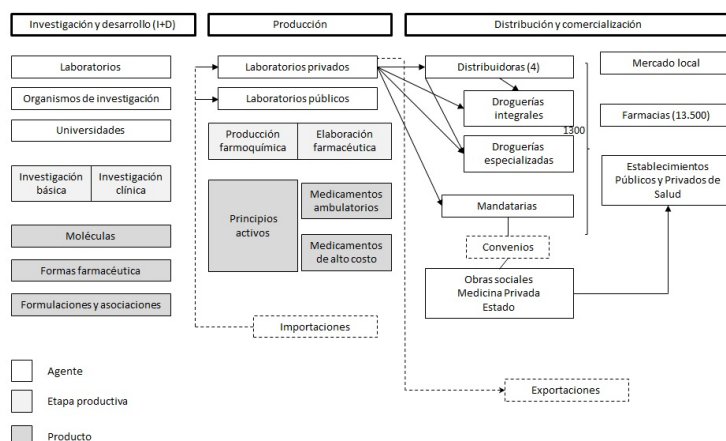 Investigación y desarrollo (I+D)
Producción
Distribución y comercialización
Laboratorios
Organismos de investigación
Universidades
Investigación
básica
Investigación
clínica
Moléculas
Formas farmacéutica
Formulaciones y asociaciones
Laboratorios privados
Laboratorios públicos
Producción
farmoquímica
Elaboración
farmacéutica
Principios
activos
Medicamentos
ambulatorios
Medicamentos
de alto costo
Importaciones
Distribuidoras (4)
Droguerías
integrales
Droguerías
especializadas
1300
Mandatarias
Convenios
Obras sociales
Medicina Privada
Estado
Mercado local
Farmacias (13.500)
Establecimientos
Públicos y Privados de
Salud
Exportaciones
Agente
Etapa productiva
Producto